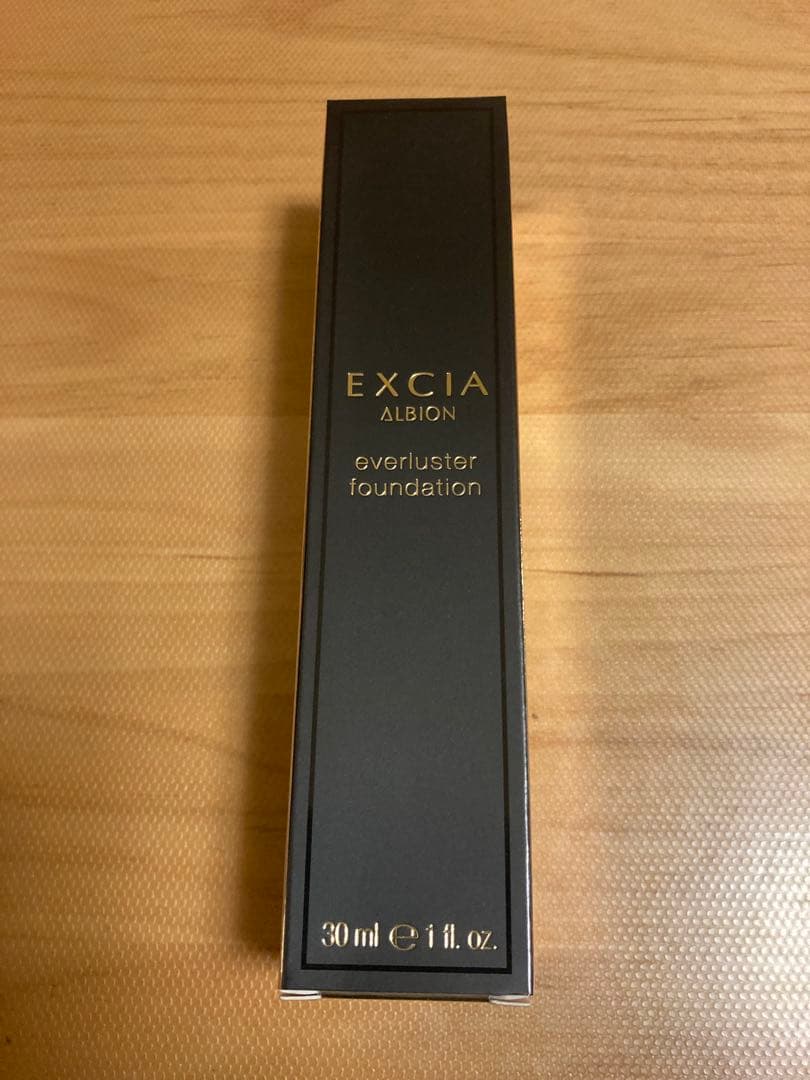 EXCIA
ALBION
everluster
foundation
30 ml ℮ 1 fl. oz.